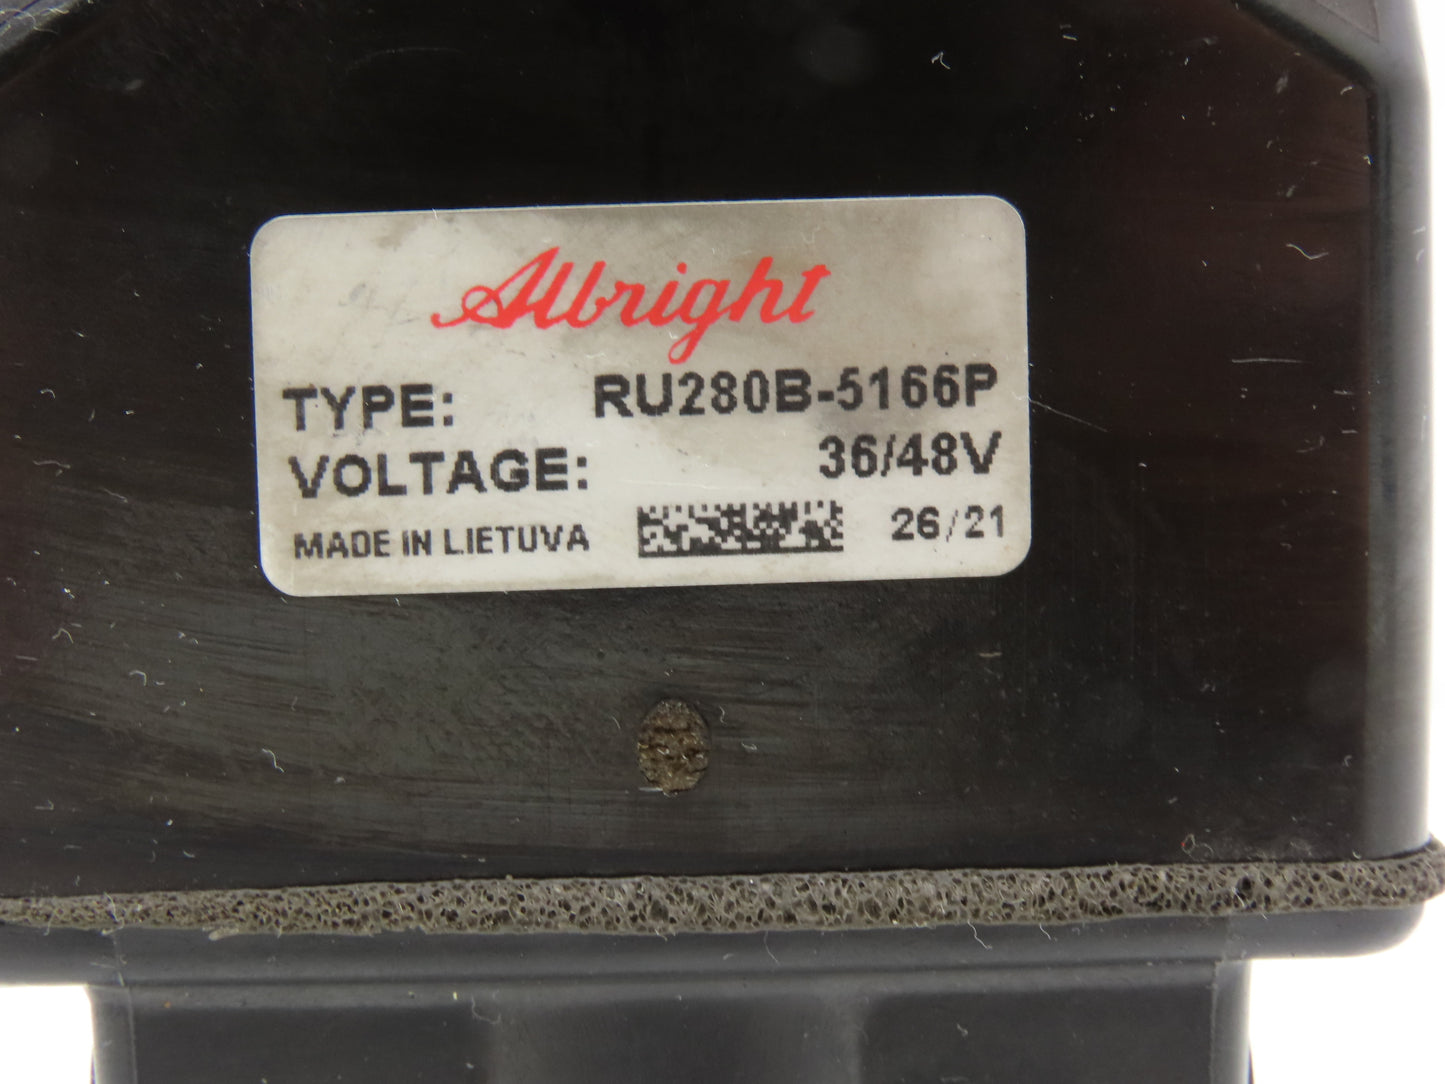 Albright
TYPE: RU280B-5166P
VOLTAGE: 36/48V
MADE IN LIETUVA 26/21